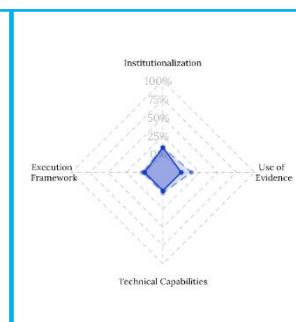 Institutionalization
100%
75%
50%
25%
Execution
Framework
Use of
Evidence
Technical Capabilities